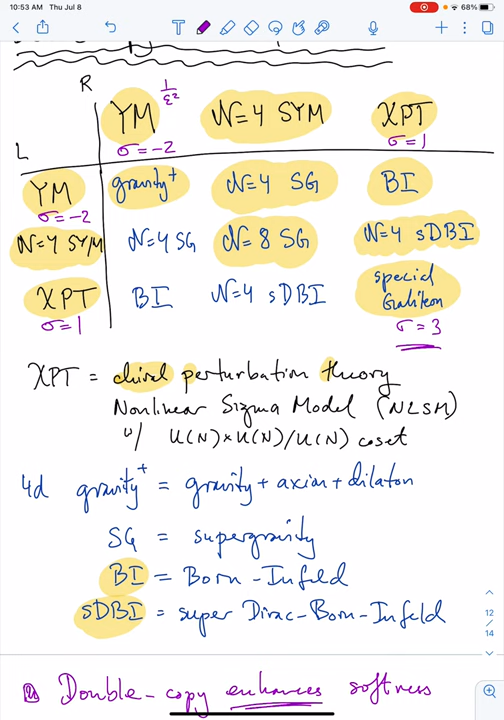 10:53 AM Thu Jul 8
68%
R
YM 1/ε² N=4 SYM XPT
σ=-2 σ=1
L
YM gravity⁺ N=4 SG BI
σ=-2
N=4 SYM N=4 SG N=8 SG N=4 sDBI
XPT BI N=4 sDBI special Galileon
σ=1 σ=3
XPT = chiral perturbation theory
Nonlinear Sigma Model (NLSM)
w/ U(N)×U(N)/U(N) coset
4d gravity⁺ = gravity + axion + dilaton
SG = supergravity
BI = Born-Infeld
sDBI = super Dirac-Born-Infeld
12
/
14
Double-copy enhances softness